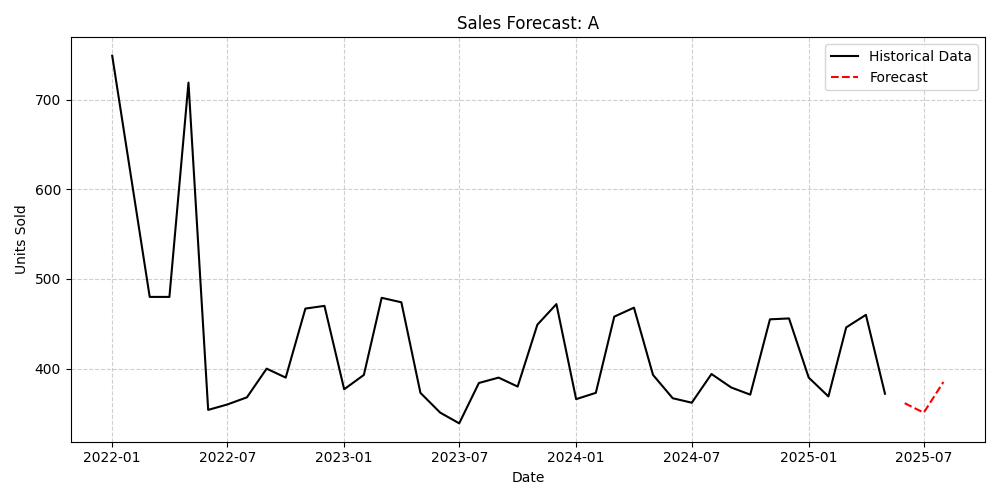 Sales Forecast: A
Historical Data
Forecast
Units Sold
700
600
500
400
2022-01
2022-07
2023-01
2023-07
2024-01
2024-07
2025-01
2025-07
Date